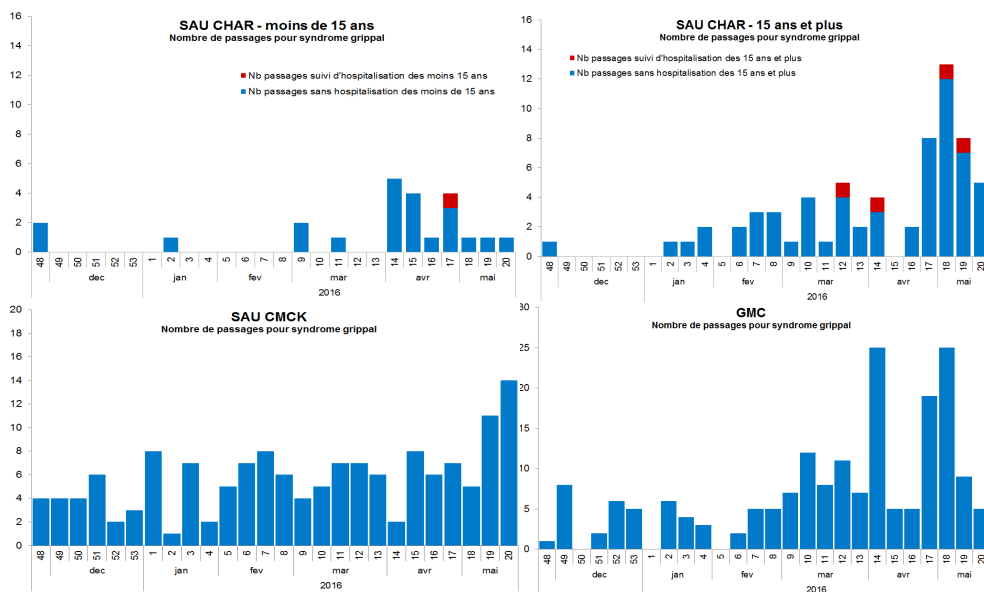 SAU CHAR - moins de 15 ans
Nombre de passages pour syndrome grippal
Nb passages suivi d'hospitalisation des moins 15 ans
Nb passages sans hospitalisation des moins de 15 ans
16
14
12
10
8
6
4
2
0
48 49 50 51 52 53 1 2 3 4 5 6 7 8 9 10 11 12 13 14 15 16 17 18 19 20
dec jan fev mar avr mai
2016
SAU CHAR - 15 ans et plus
Nombre de passages pour syndrome grippal
Nb passages suivi d'hospitalisation des 15 ans et plus
Nb passages sans hospitalisation des 15 ans et plus
16
14
12
10
8
6
4
2
0
48 49 50 51 52 53 1 2 3 4 5 6 7 8 9 10 11 12 13 14 15 16 17 18 19 20
dec jan fev mar avr mai
2016
SAU CMCK
Nombre de passages pour syndrome grippal
20
18
16
14
12
10
8
6
4
2
0
48 49 50 51 52 53 1 2 3 4 5 6 7 8 9 10 11 12 13 14 15 16 17 18 19 20
dec jan fev mar avr mai
2016
GMC
Nombre de passages pour syndrome grippal
30
25
20
15
10
5
0
48 49 50 51 52 53 1 2 3 4 5 6 7 8 9 10 11 12 13 14 15 16 17 18 19 20
dec jan fev mar avr mai
2016